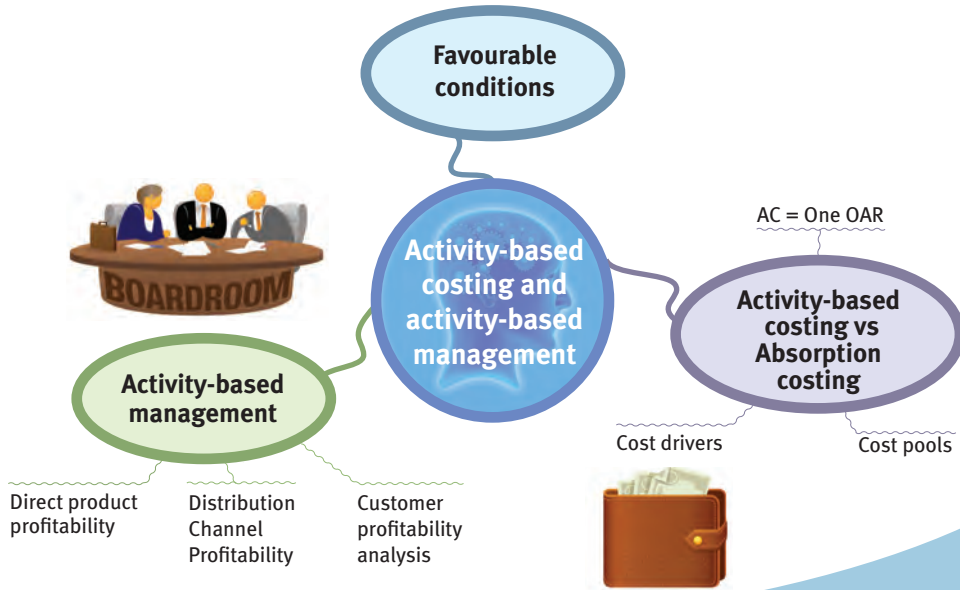 Favourable
conditions
Activity-based
costing and
activity-based
management
BOARDROOM
Activity-based
management
Direct product
profitability
Distribution
Channel
Profitability
Customer
profitability
analysis
AC = One OAR
Activity-based
costing vs
Absorption
costing
Cost drivers
Cost pools